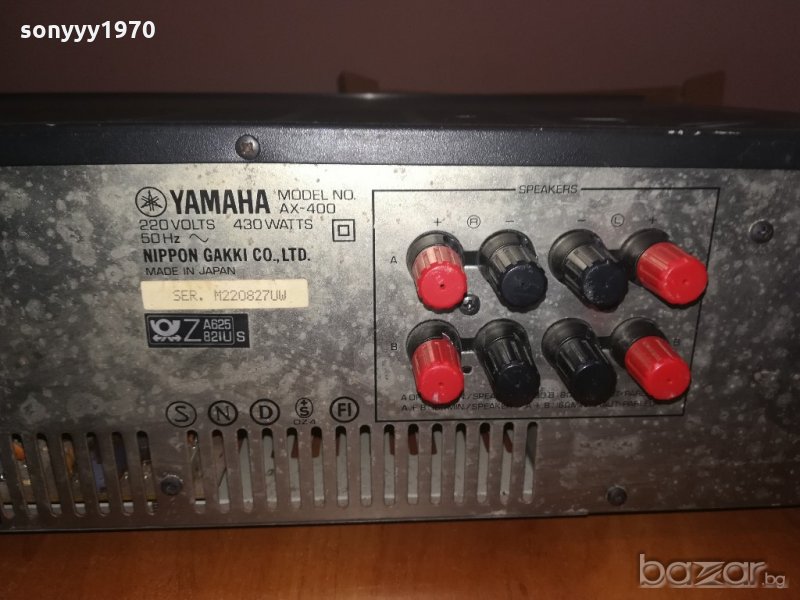 sonyyy1970
YAMAHA MODEL NO. AX-400
220 VOLTS 430 WATTS
50 Hz
NIPPON GAKKI CO., LTD.
MADE IN JAPAN
SER. M220827UW
Z A625 821U S
S N D S FI
OZA
SPEAKERS
+ R - L +
A
B B
bazar.bg